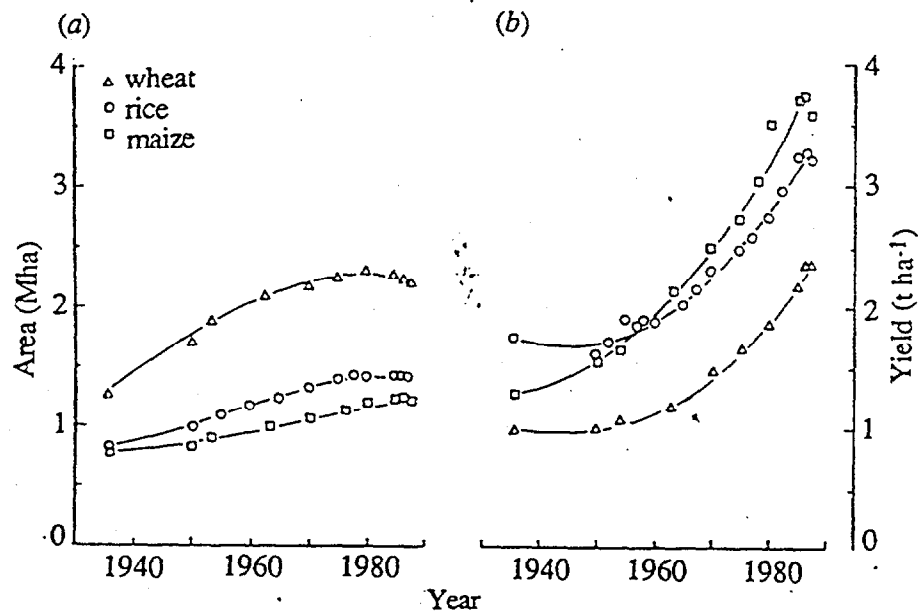 (a)
(b)
4
3
2
1
0
Area (Mha)
△ wheat
○ rice
□ maize
1940 1960 1980
1940 1960 1980
Year
4
3
2
1
0
Yield (t ha⁻¹)